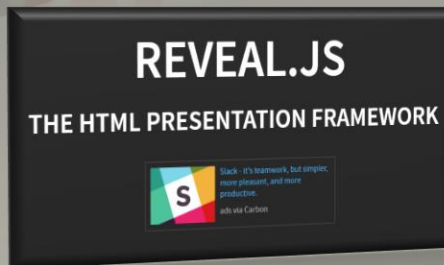 REVEAL.JS
THE HTML PRESENTATION FRAMEWORK
Slack - it's teamwork, but simpler,
more pleasant, and more
productive.
S
ads via Carbon